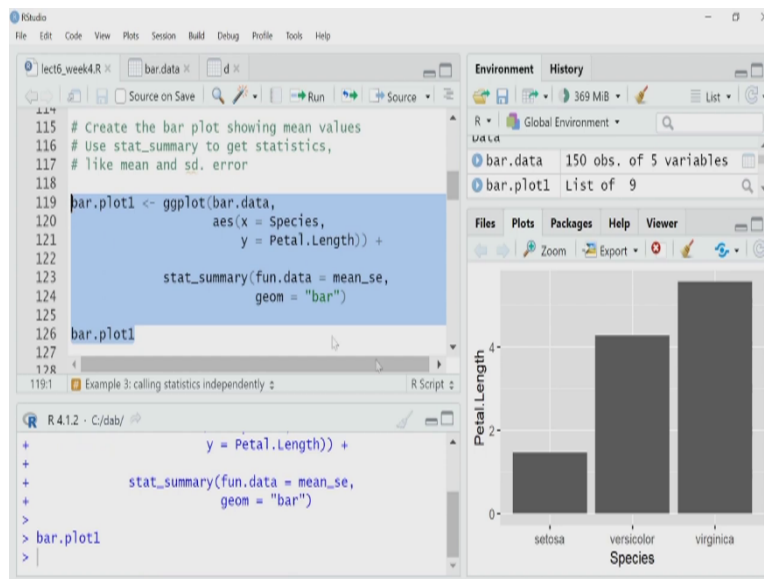 RStudio
File Edit Code View Plots Session Build Debug Profile Tools Help
lect6_week4.R × bar.data × d ×
Source on Save Run Source
114
115 # Create the bar plot showing mean values
116 # Use stat_summary to get statistics,
117 # like mean and sd. error
118
119 bar.plot1 <- ggplot(bar.data,
120 aes(x = Species,
121 y = Petal.Length)) +
122
123 stat_summary(fun.data = mean_se,
124 geom = "bar")
125
126 bar.plot1
127
128
119:1 Example 3: calling statistics independently R Script
R 4.1.2 · C:/dab/
+ y = Petal.Length)) +
+
+ stat_summary(fun.data = mean_se,
+ geom = "bar")
>
> bar.plot1
>
Environment History
369 MiB List
R Global Environment
Data
bar.data 150 obs. of 5 variables
bar.plot1 List of 9
Files Plots Packages Help Viewer
Zoom Export
Petal.Length
4
2
0
setosa versicolor virginica
Species